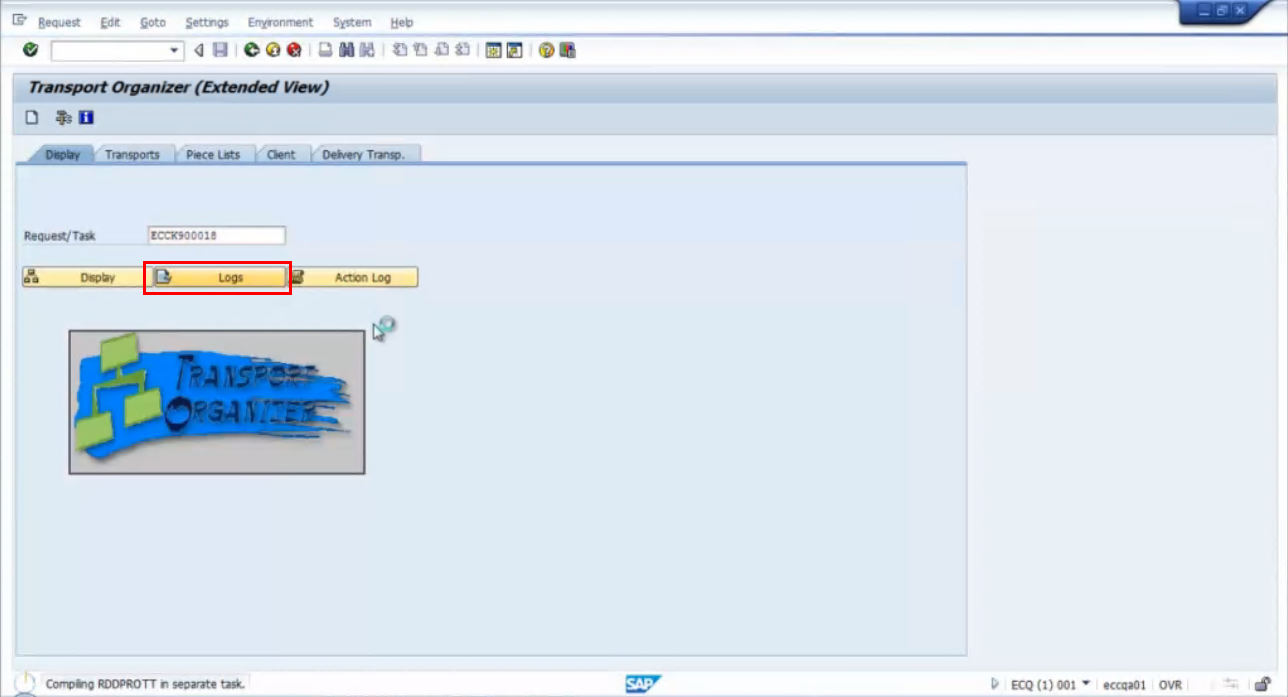 Request Edit Goto Settings Environment System Help
Transport Organizer (Extended View)
Display Transports Piece Lists Client Delivery Transp.
Request/Task ECCK900018
Display Logs Action Log
TRANSPORT
ORGANIZER
Compiling RDDPROTT in separate task. SAP ECQ (1) 001 eccqa01 OVR